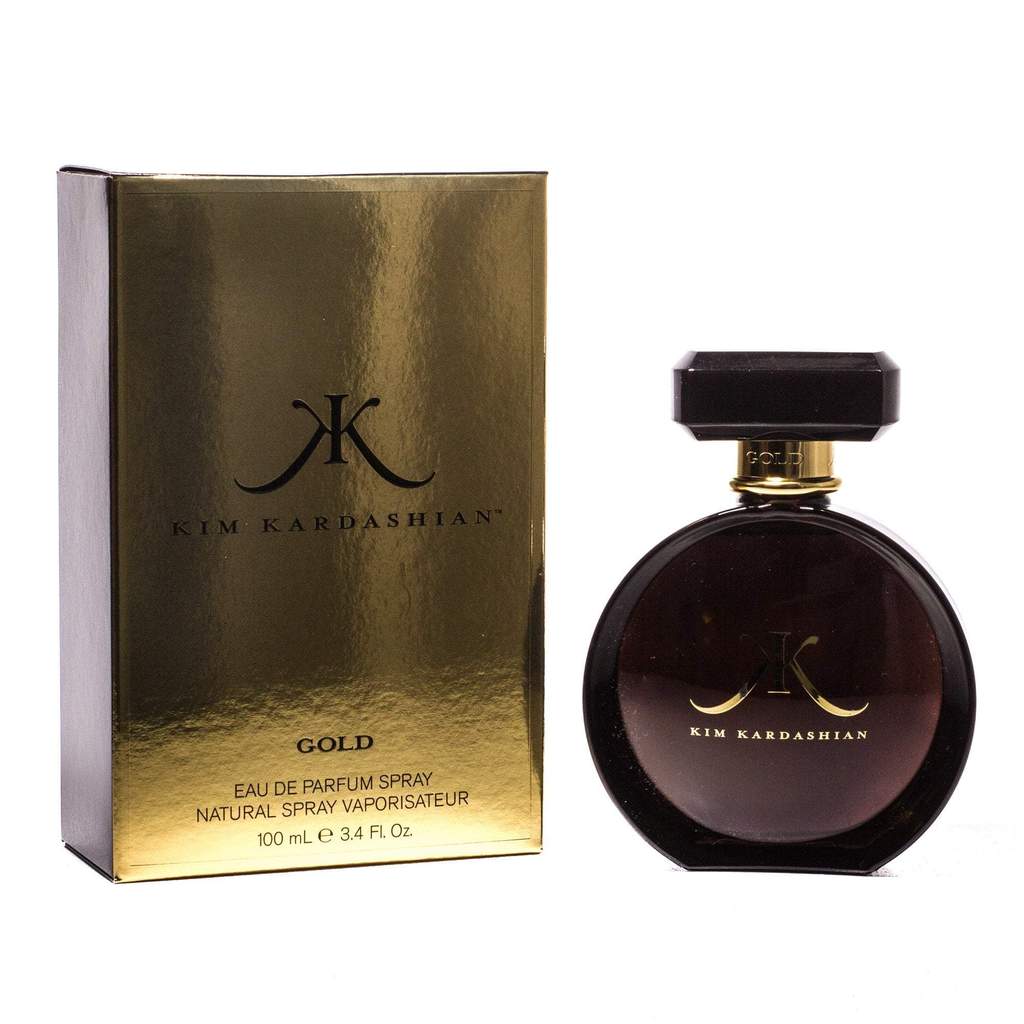 KK
KIM KARDASHIAN™
GOLD
EAU DE PARFUM SPRAY
NATURAL SPRAY VAPORISATEUR
100 mL ℮ 3.4 Fl. Oz.
GOLD
KK
KIM KARDASHIAN